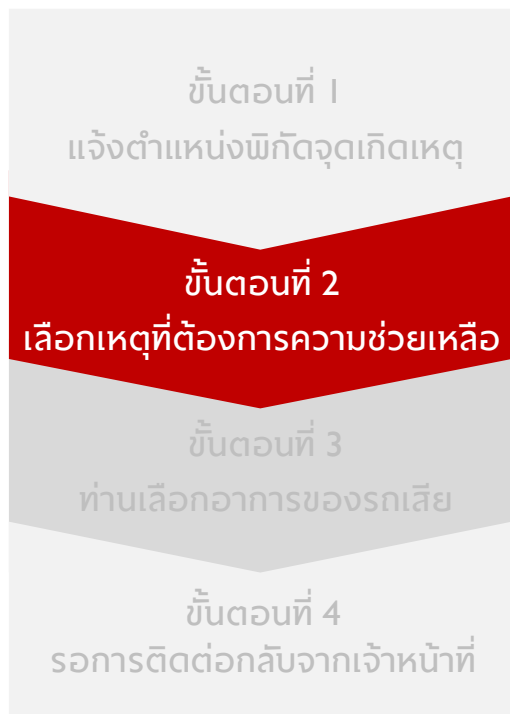 ขั้นตอนที่ 1
แจ้งตำแหน่งพิกัดจุดเกิดเหตุ
ขั้นตอนที่ 2
เลือกเหตุที่ต้องการความช่วยเหลือ
ขั้นตอนที่ 3
ท่านเลือกอาการของรถเสีย
ขั้นตอนที่ 4
รอการติดต่อกลับจากเจ้าหน้าที่